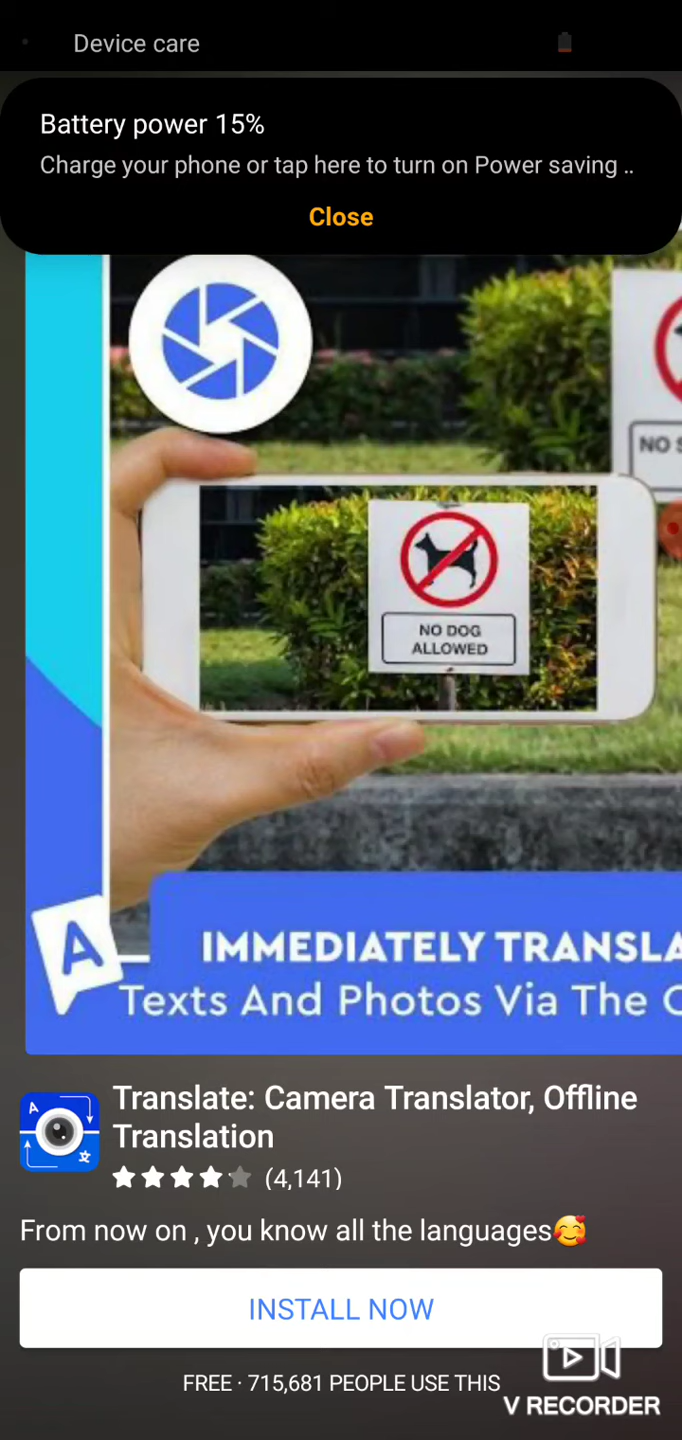 Device care
Battery power 15%
Charge your phone or tap here to turn on Power saving ..
Close
NO
NO DOG
ALLOWED
A
IMMEDIATELY
Texts And Photos Via The
A
Translate: Camera Translator, Offline
Translation
文
(4,141)
From now on , you know all the languages🥰
INSTALL NOW
FREE · 715,681 PEOPLE USE THIS
V RECORDER